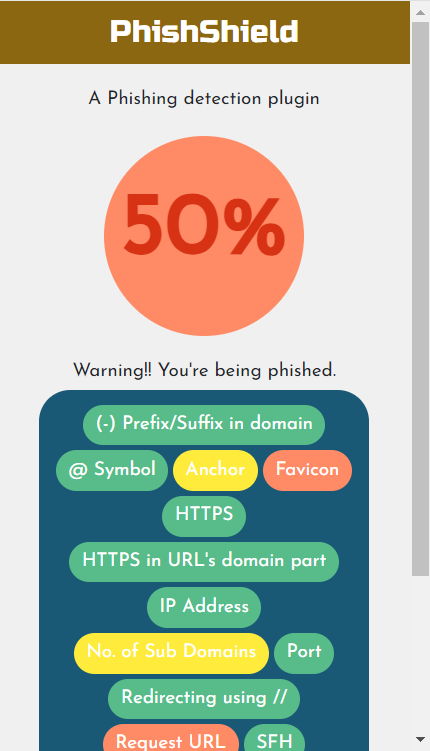 PhishShield
A Phishing detection plugin
50%
Warning!! You're being phished.
(-) Prefix/Suffix in domain
@ Symbol Anchor Favicon
HTTPS
HTTPS in URL's domain part
IP Address
No. of Sub Domains Port
Redirecting using //
Request URL SFH